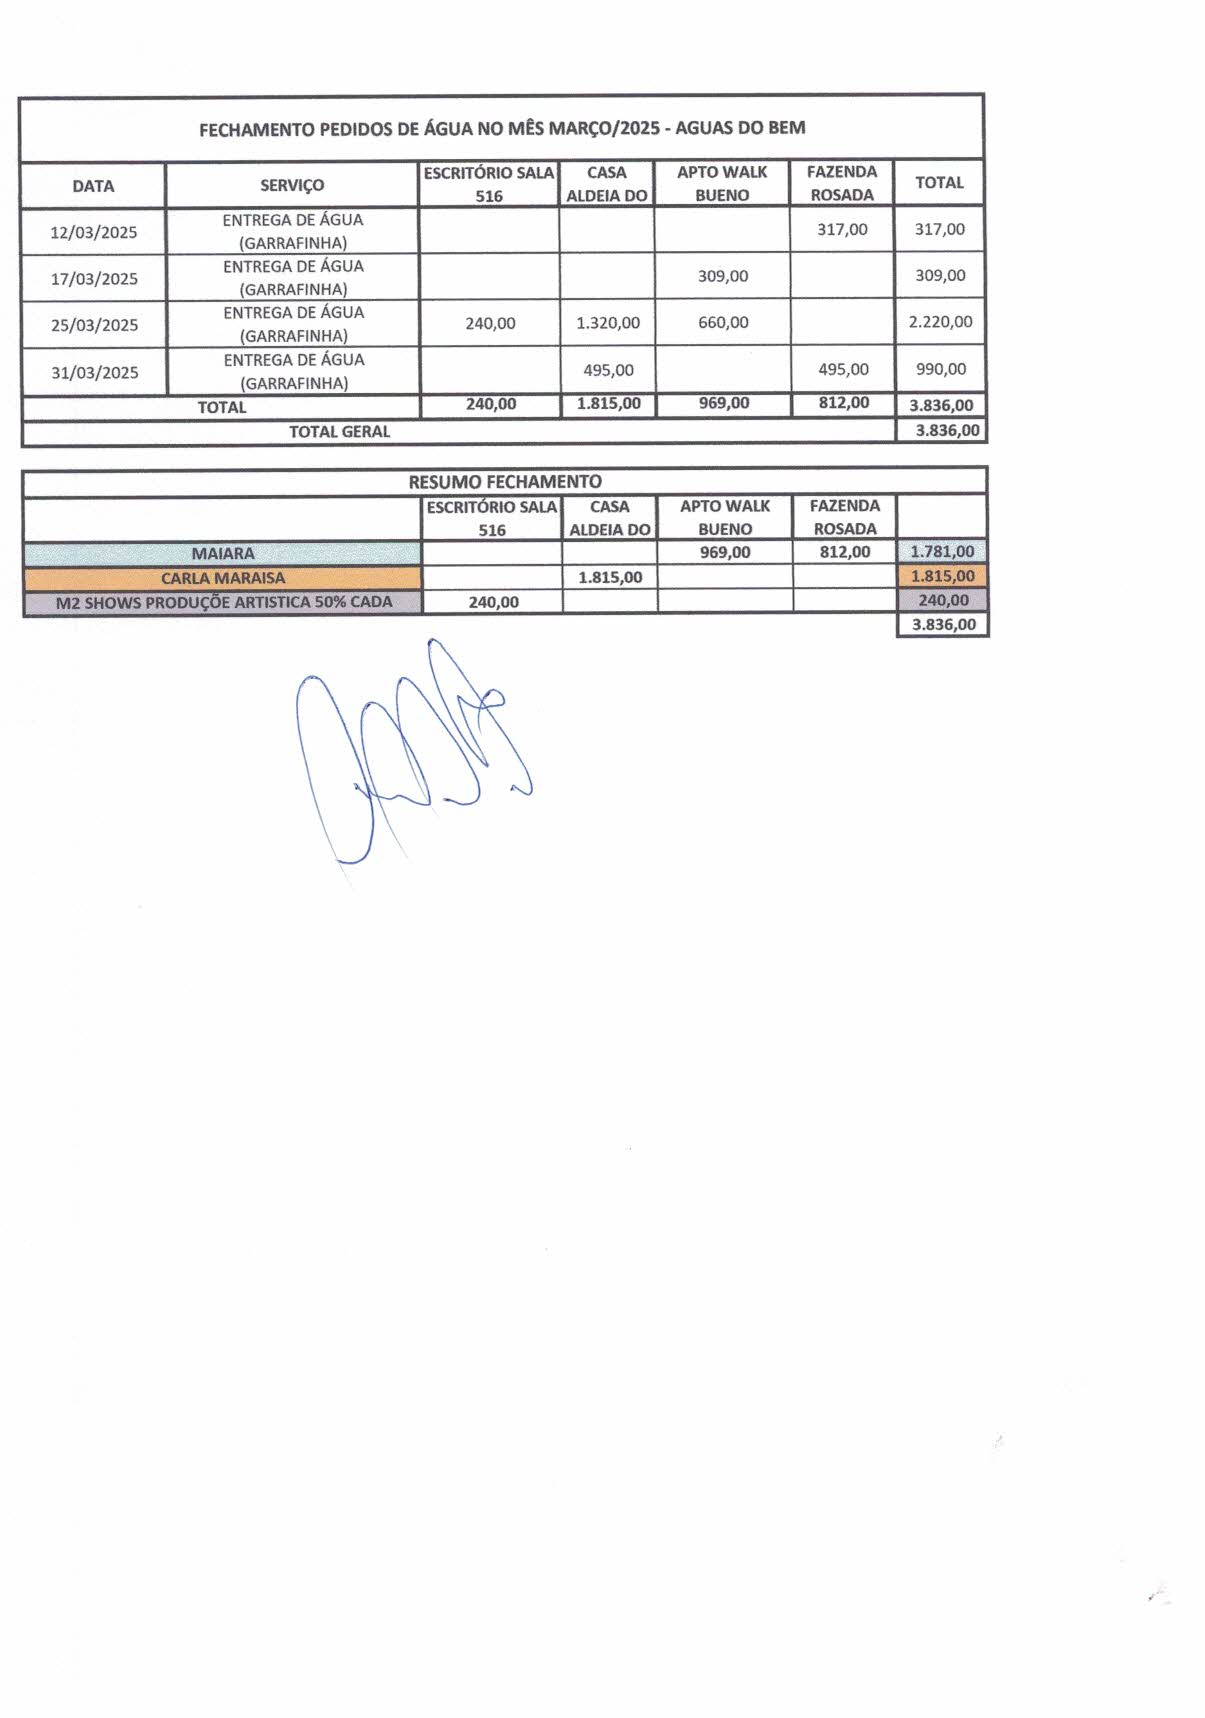 FECHAMENTO PEDIDOS DE ÁGUA NO MÊS MARÇO/2025 - AGUAS DO BEM
DATA SERVIÇO ESCRITÓRIO SALA 516 CASA ALDEIA DO APTO WALK BUENO FAZENDA ROSADA TOTAL
12/03/2025 ENTREGA DE ÁGUA (GARRAFINHA) 317,00 317,00
17/03/2025 ENTREGA DE ÁGUA (GARRAFINHA) 309,00 309,00
25/03/2025 ENTREGA DE ÁGUA (GARRAFINHA) 240,00 1.320,00 660,00 2.220,00
31/03/2025 ENTREGA DE ÁGUA (GARRAFINHA) 495,00 495,00 990,00
TOTAL 240,00 1.815,00 969,00 812,00 3.836,00
TOTAL GERAL 3.836,00
RESUMO FECHAMENTO
ESCRITÓRIO SALA 516 CASA ALDEIA DO APTO WALK BUENO FAZENDA ROSADA
MAIARA 969,00 812,00 1.781,00
CARLA MARAISA 1.815,00 1.815,00
M2 SHOWS PRODUÇÕE ARTISTICA 50% CADA 240,00 240,00
3.836,00